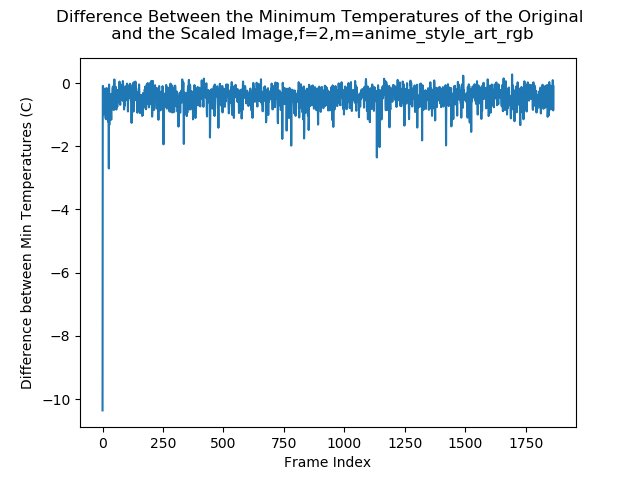 Difference Between the Minimum Temperatures of the Original
and the Scaled Image,f=2,m=anime_style_art_rgb
0
−2
−4
−6
−8
−10
Difference between Min Temperatures (C)
0 250 500 750 1000 1250 1500 1750
Frame Index